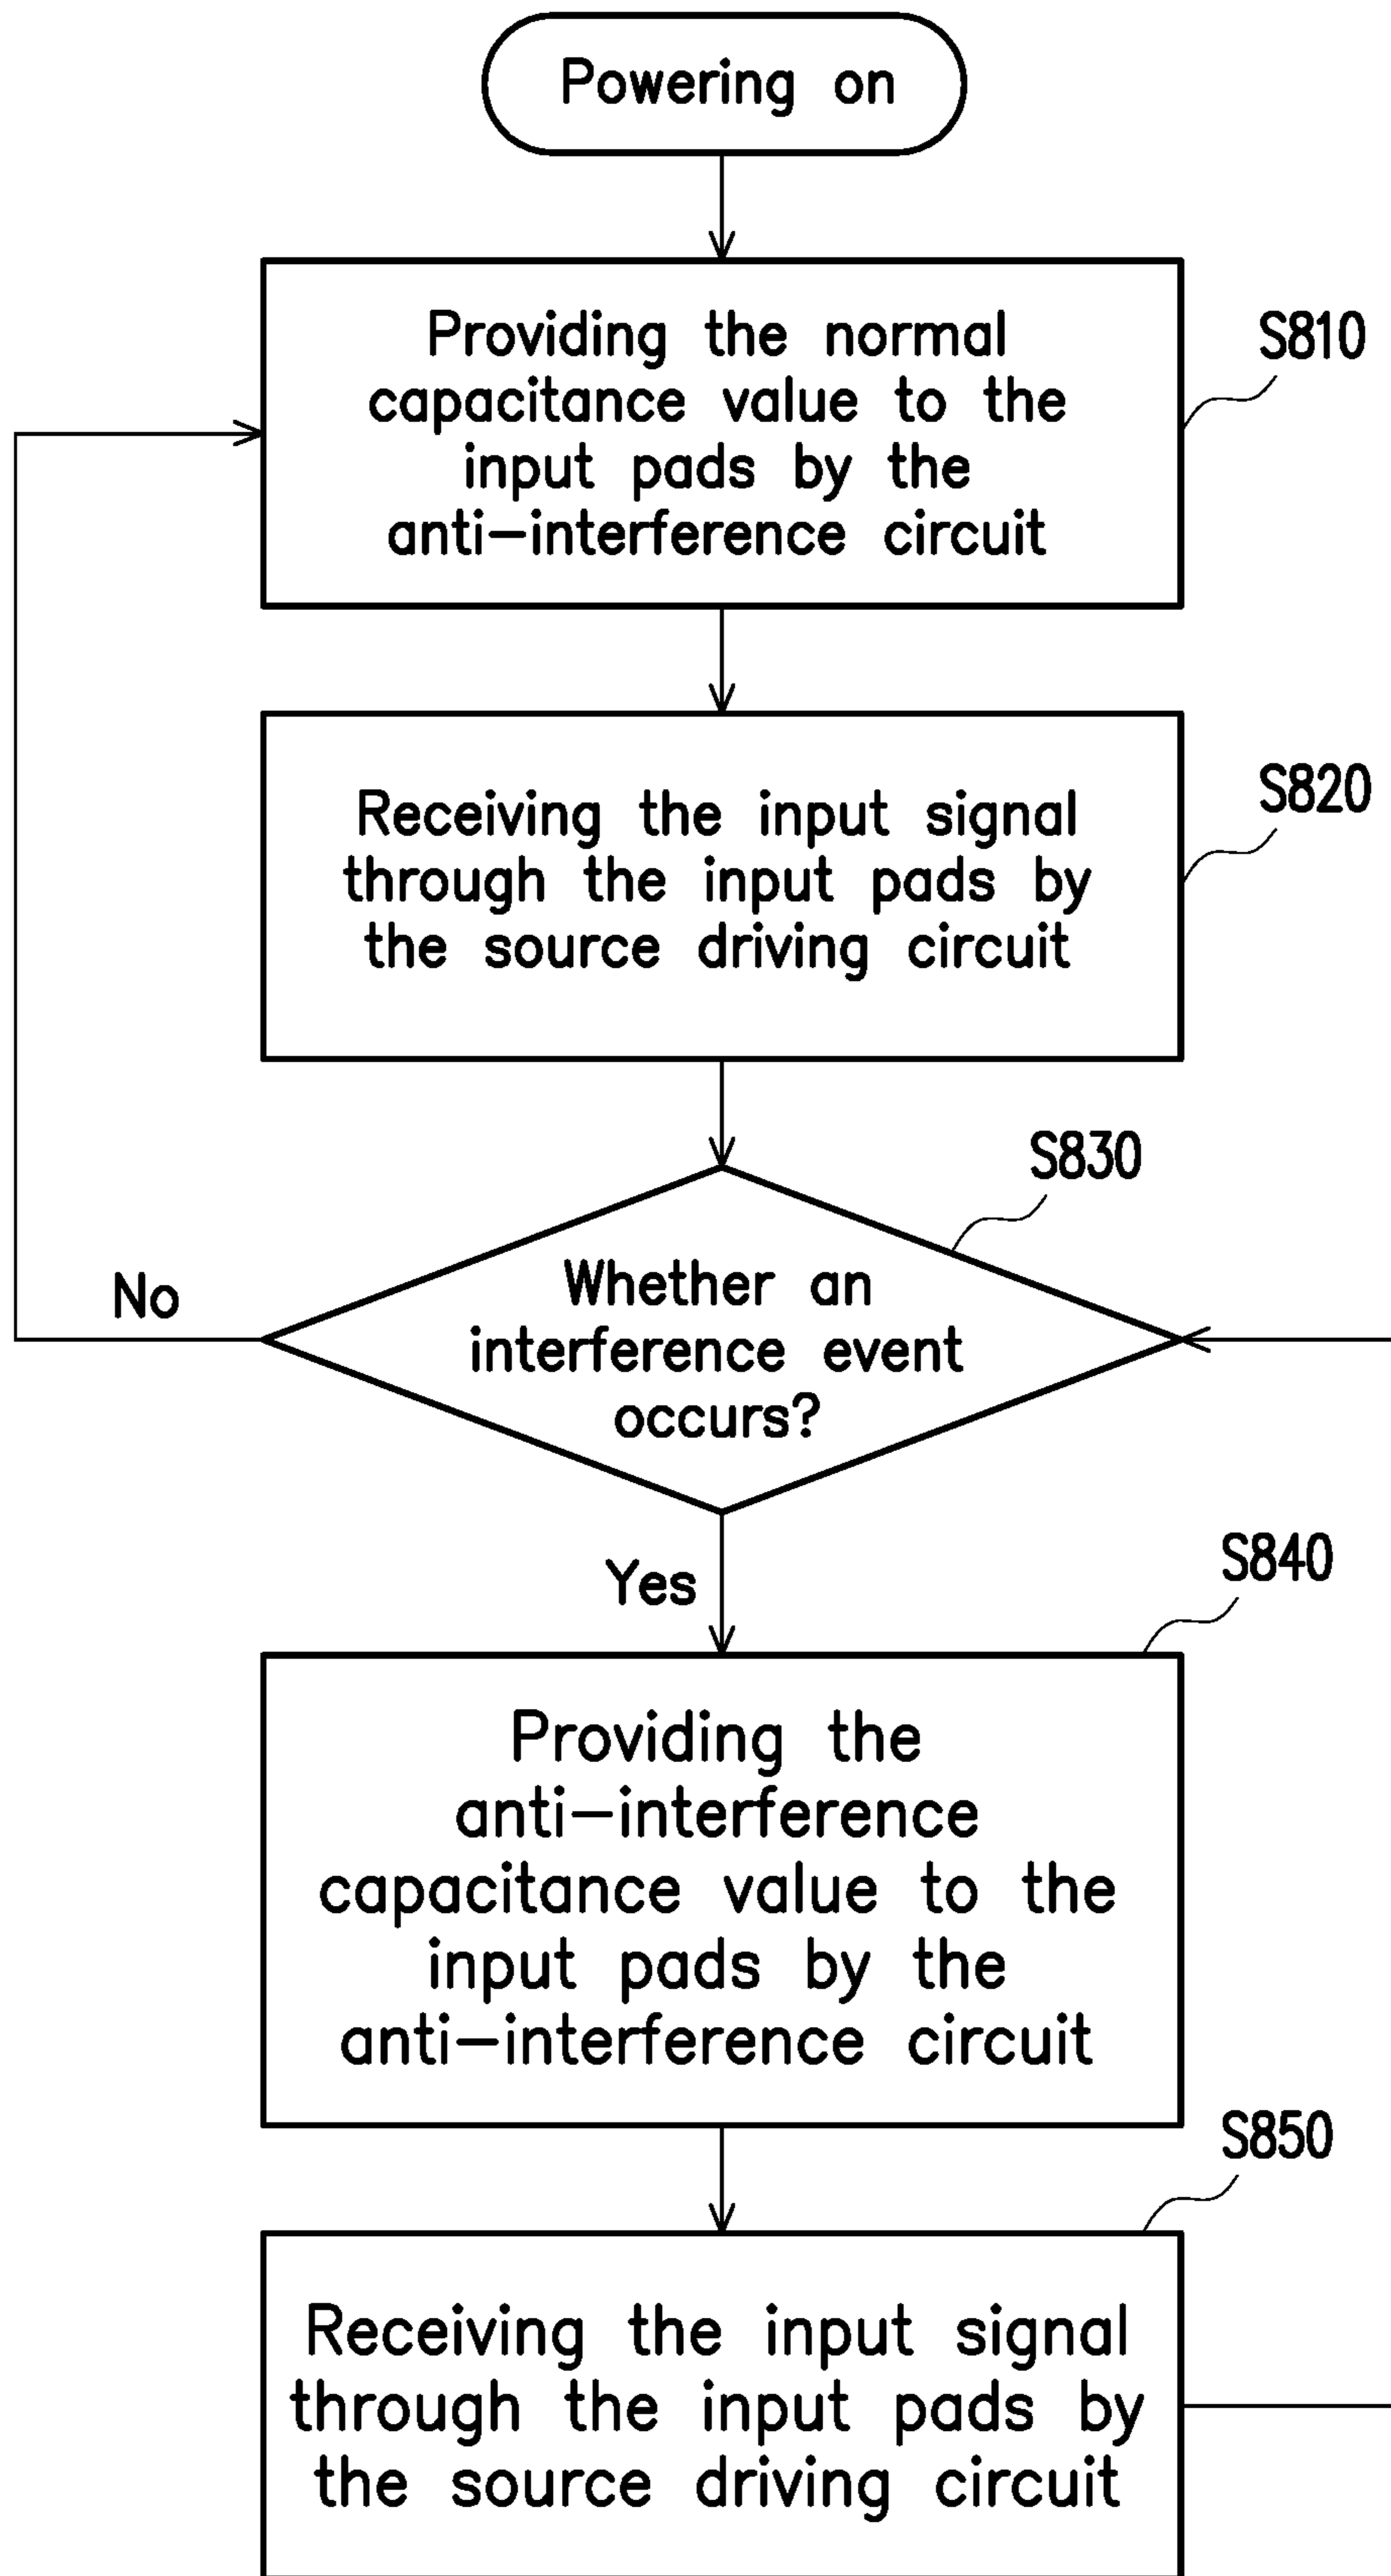 Powering on
Providing the normal
capacitance value to the
input pads by the
anti-interference circuit
S810
Receiving the input signal
through the input pads by
the source driving circuit
S820
S830
Whether an
interference event
occurs?
No
Yes
S840
Providing the
anti-interference
capacitance value to the
input pads by the
anti-interference circuit
S850
Receiving the input signal
through the input pads by
the source driving circuit